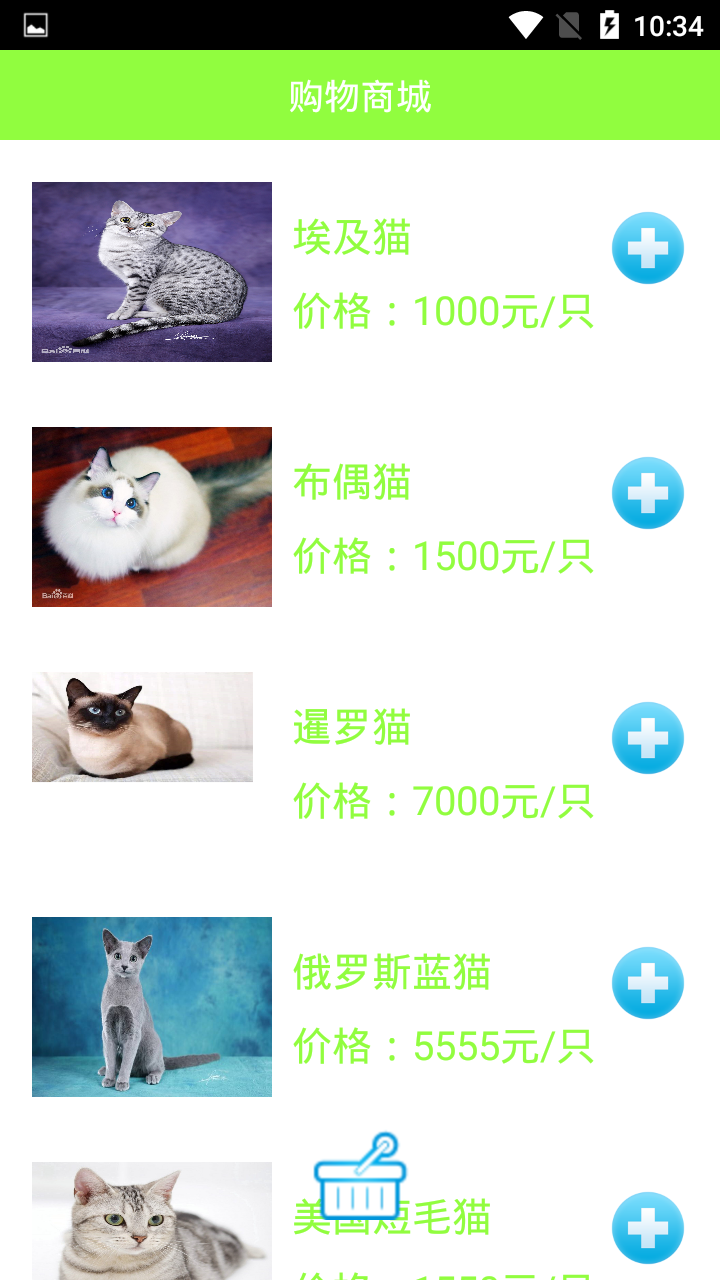 10:34
购物商城
埃及猫
价格：1000元/只
布偶猫
价格：1500元/只
暹罗猫
价格：7000元/只
俄罗斯蓝猫
价格：5555元/只
美国短毛猫